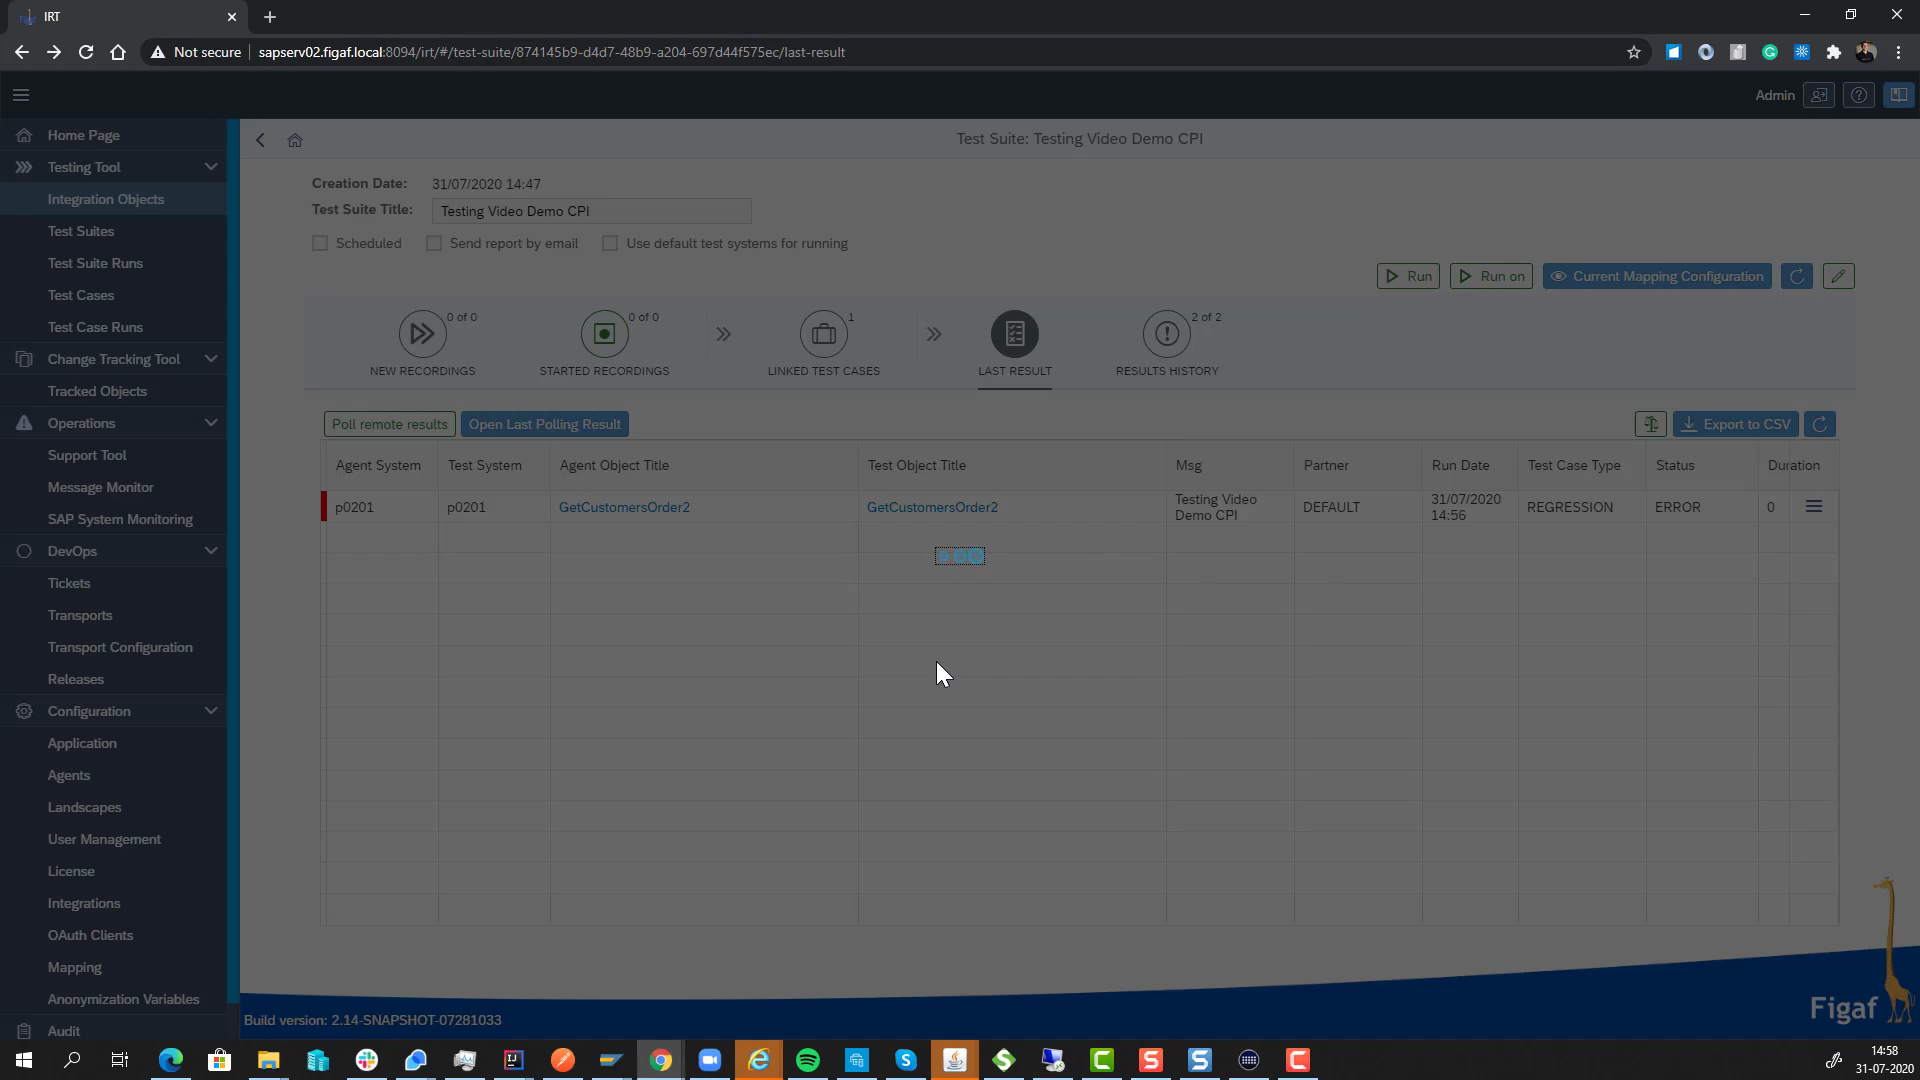 IRT
Not secure
sapserv02.figaf.local:8094/irt/#/test-suite/874145b9-d4d7-48b9-a204-697d44f575ec/last-result
Admin
Home Page
Testing Tool
Integration Objects
Test Suites
Test Suite Runs
Test Cases
Test Case Runs
Change Tracking Tool
Tracked Objects
Operations
Support Tool
Message Monitor
SAP System Monitoring
DevOps
Tickets
Transports
Transport Configuration
Releases
Configuration
Application
Agents
Landscapes
User Management
License
Integrations
OAuth Clients
Mapping
Anonymization Variables
Audit
Test Suite: Testing Video Demo CPI
Creation Date: 31/07/2020 14:47
Test Suite Title: Testing Video Demo CPI
Scheduled Send report by email Use default test systems for running
Run Run on Current Mapping Configuration
0 of 0 0 of 0 1 2 of 2
NEW RECORDINGS STARTED RECORDINGS LINKED TEST CASES LAST RESULT RESULTS HISTORY
Poll remote results Open Last Polling Result Export to CSV
Agent System Test System Agent Object Title Test Object Title Msg Partner Run Date Test Case Type Status Duration
p0201 p0201 GetCustomersOrder2 GetCustomersOrder2 Testing Video Demo CPI DEFAULT 31/07/2020 14:56 REGRESSION ERROR 0
Figaf
Build version: 2.14-SNAPSHOT-07281033
14:58
31-07-2020